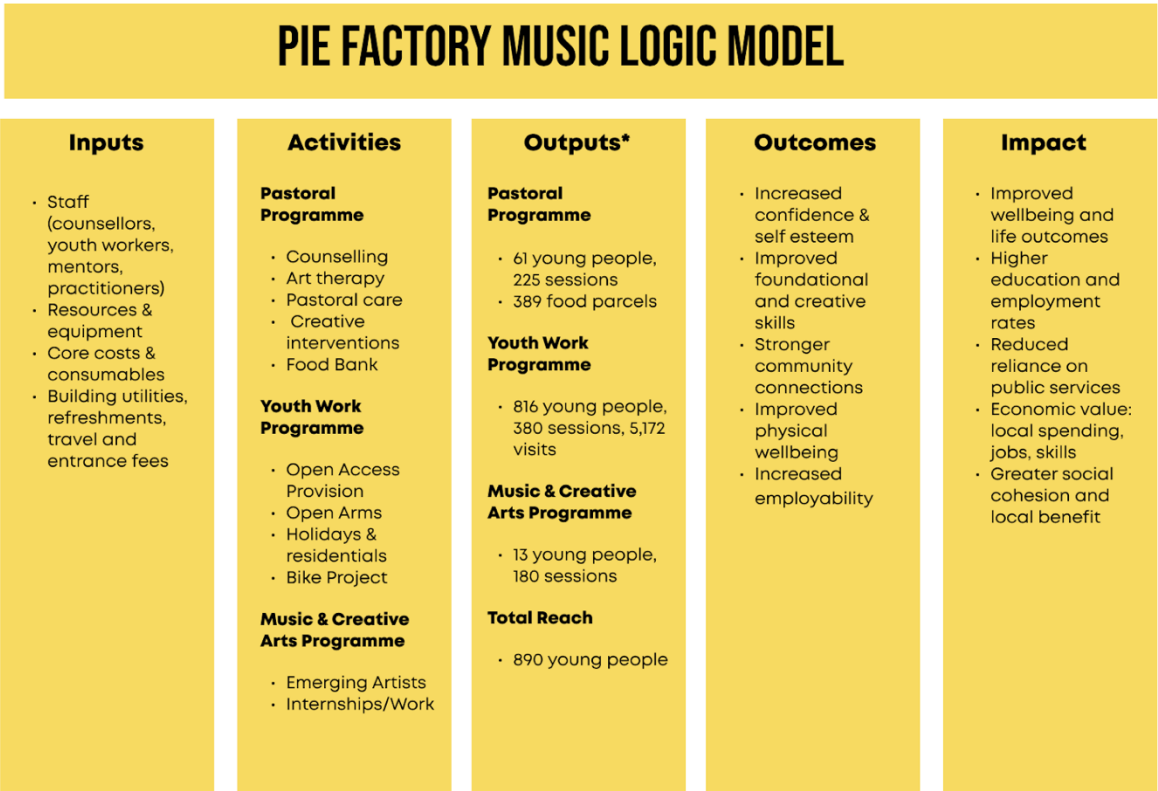 PIE FACTORY MUSIC LOGIC MODEL
Inputs
• Staff
(counsellors,
youth workers,
mentors,
practitioners)
• Resources &
equipment
• Core costs &
consumables
• Building utilities,
refreshments,
travel and
entrance fees
Activities
Pastoral
Programme
• Counselling
• Art therapy
• Pastoral care
• Creative
interventions
• Food Bank
Youth Work
Programme
• Open Access
Provision
• Open Arms
• Holidays &
residentials
• Bike Project
Music & Creative
Arts Programme
• Emerging Artists
• Internships/Work
Outputs*
Pastoral
Programme
• 61 young people,
225 sessions
• 389 food parcels
Youth Work
Programme
• 816 young people,
380 sessions, 5,172
visits
Music & Creative
Arts Programme
• 13 young people,
180 sessions
Total Reach
• 890 young people
Outcomes
• Increased
confidence &
self esteem
• Improved
foundational
and creative
skills
• Stronger
community
connections
• Improved
physical
wellbeing
• Increased
employability
Impact
• Improved
wellbeing and
life outcomes
• Higher
education and
employment
rates
• Reduced
reliance on
public services
• Economic value:
local spending,
jobs, skills
• Greater social
cohesion and
local benefit